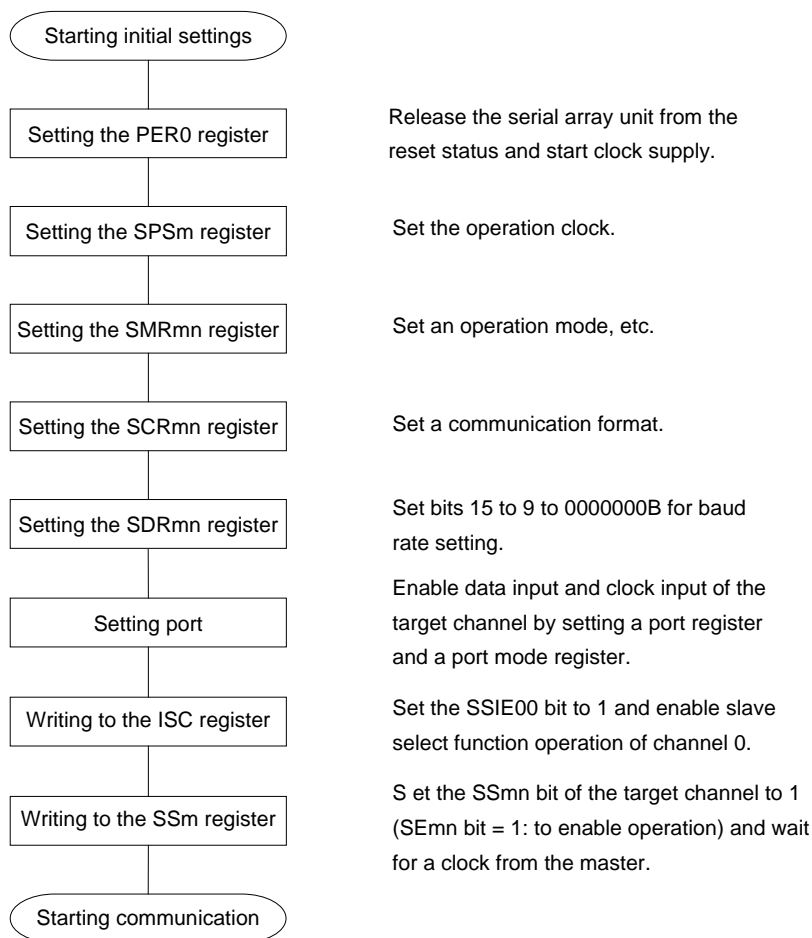 Starting initial settings
Setting the PER0 register
Release the serial array unit from the
reset status and start clock supply.
Setting the SPSm register
Set the operation clock.
Setting the SMRmn register
Set an operation mode, etc.
Setting the SCRmn register
Set a communication format.
Setting the SDRmn register
Set bits 15 to 9 to 0000000B for baud
rate setting.
Setting port
Enable data input and clock input of the
target channel by setting a port register
and a port mode register.
Writing to the ISC register
Set the SSIE00 bit to 1 and enable slave
select function operation of channel 0.
Writing to the SSm register
S et the SSmn bit of the target channel to 1
(SEmn bit = 1: to enable operation) and wait
for a clock from the master.
Starting communication